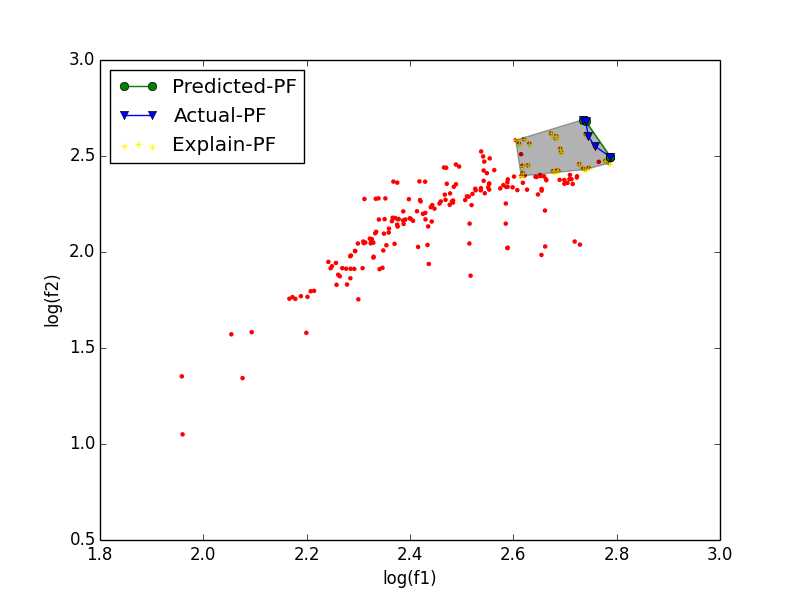 3.0
Predicted-PF
Actual-PF
Explain-PF
2.5
2.0
log(f2)
1.5
1.0
0.5
1.8 2.0 2.2 2.4 2.6 2.8 3.0
log(f1)